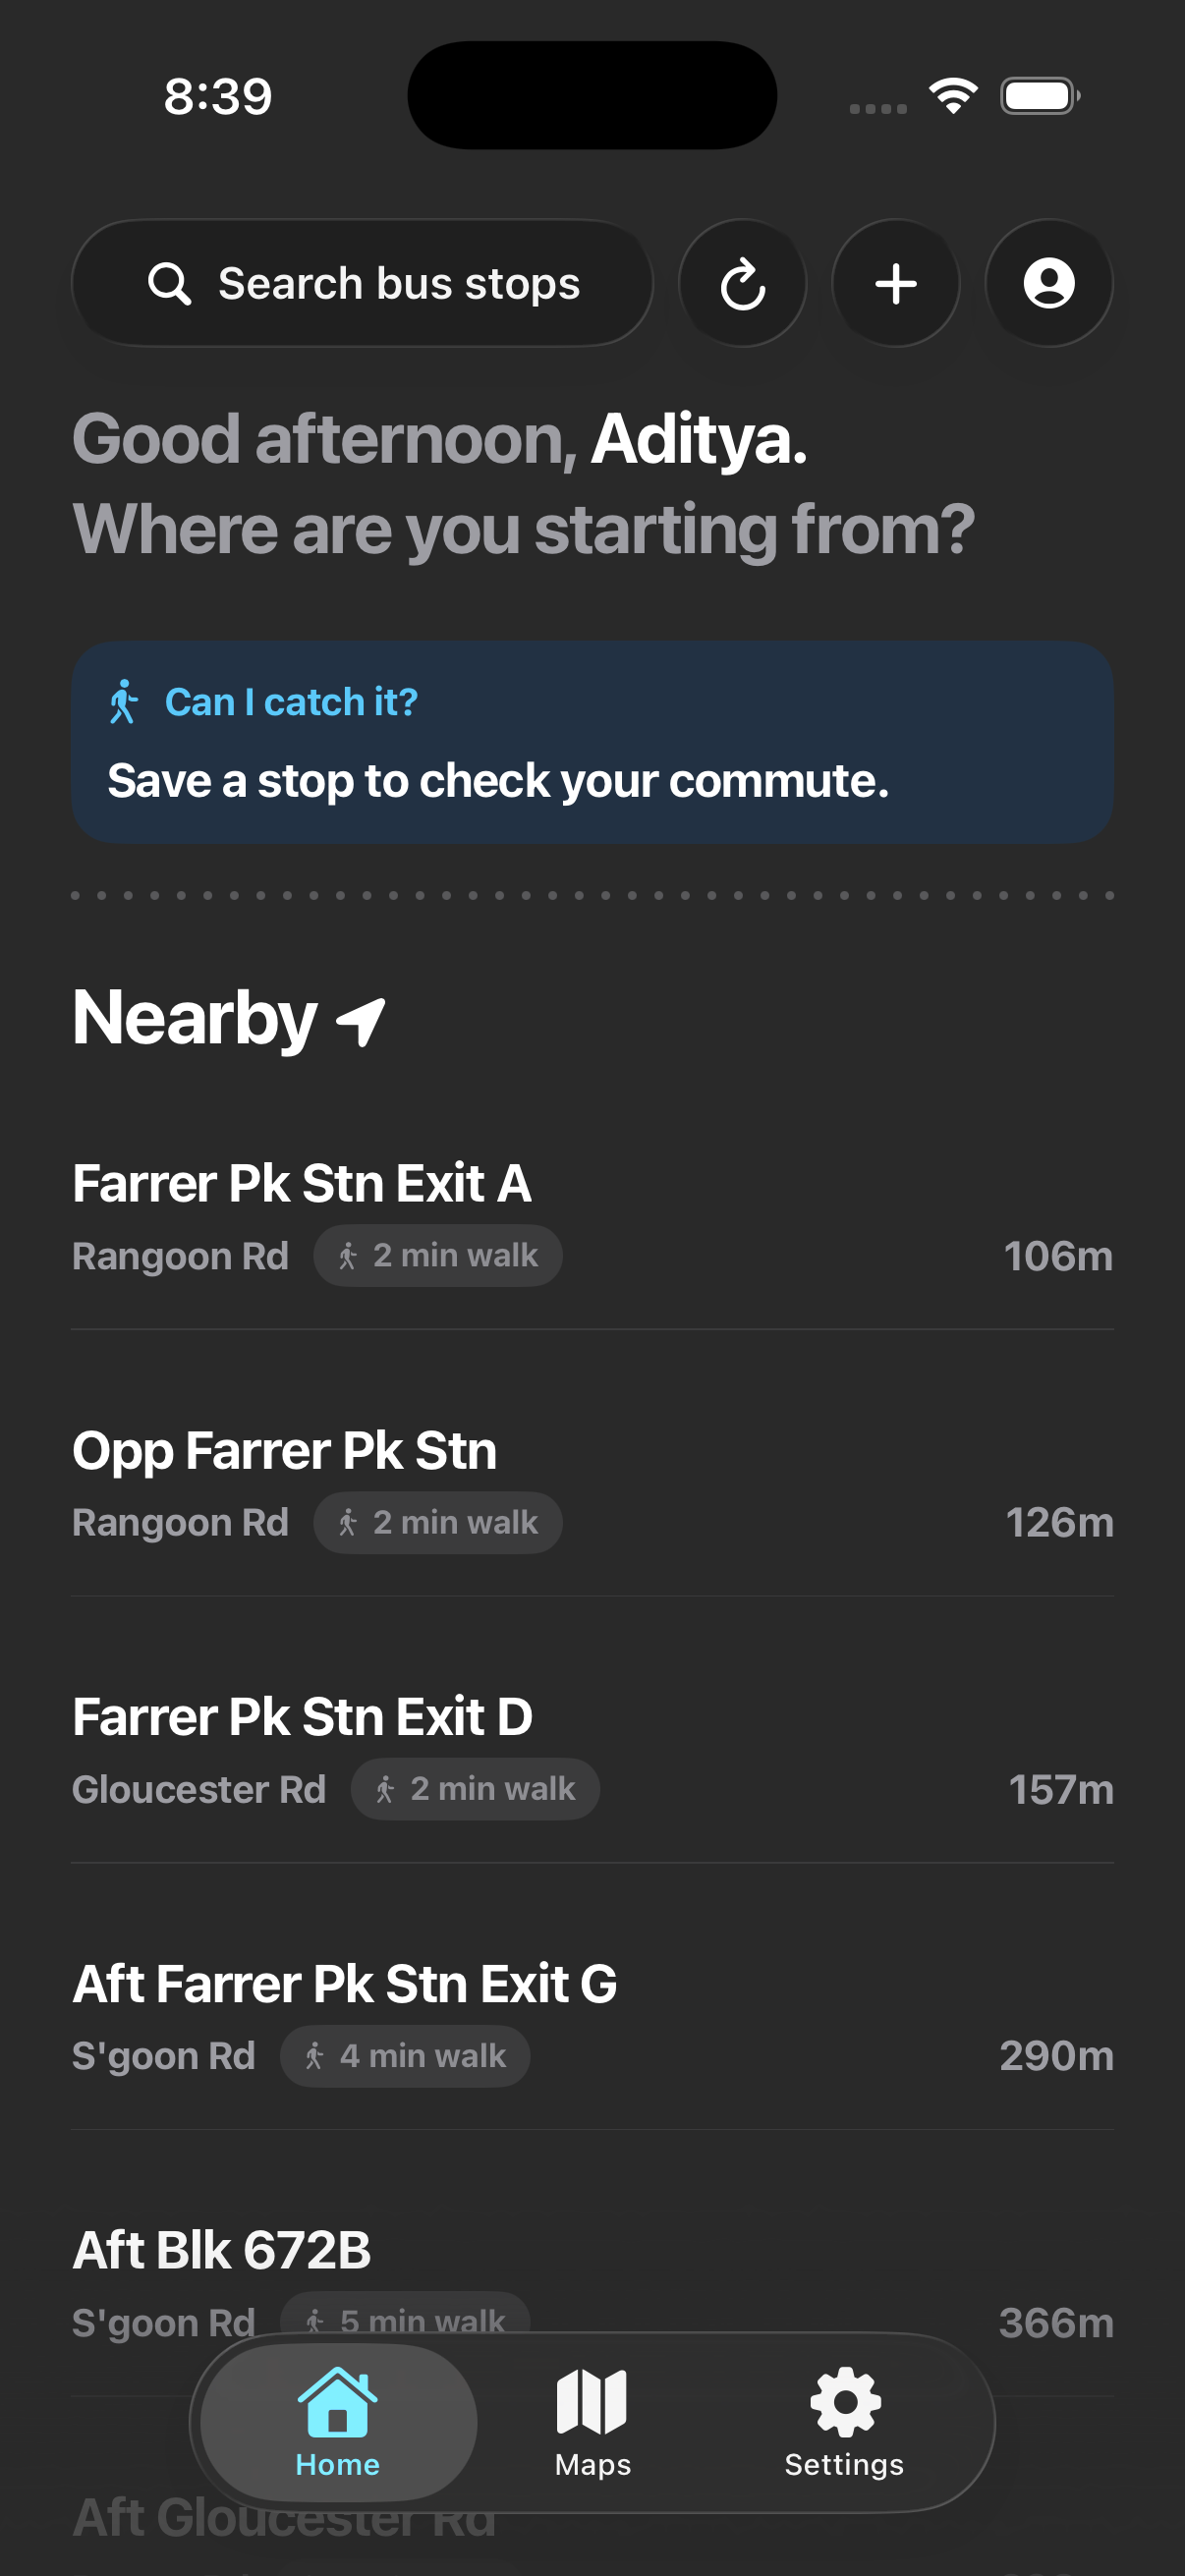 8:39
Search bus stops
Good afternoon, Aditya.
Where are you starting from?
Can I catch it?
Save a stop to check your commute.
Nearby
Farrer Pk Stn Exit A
Rangoon Rd 2 min walk 106m
Opp Farrer Pk Stn
Rangoon Rd 2 min walk 126m
Farrer Pk Stn Exit D
Gloucester Rd 2 min walk 157m
Aft Farrer Pk Stn Exit G
S'goon Rd 4 min walk 290m
Aft Blk 672B
S'goon Rd 5 min walk 366m
Home Maps Settings
Aft Gloucester Rd